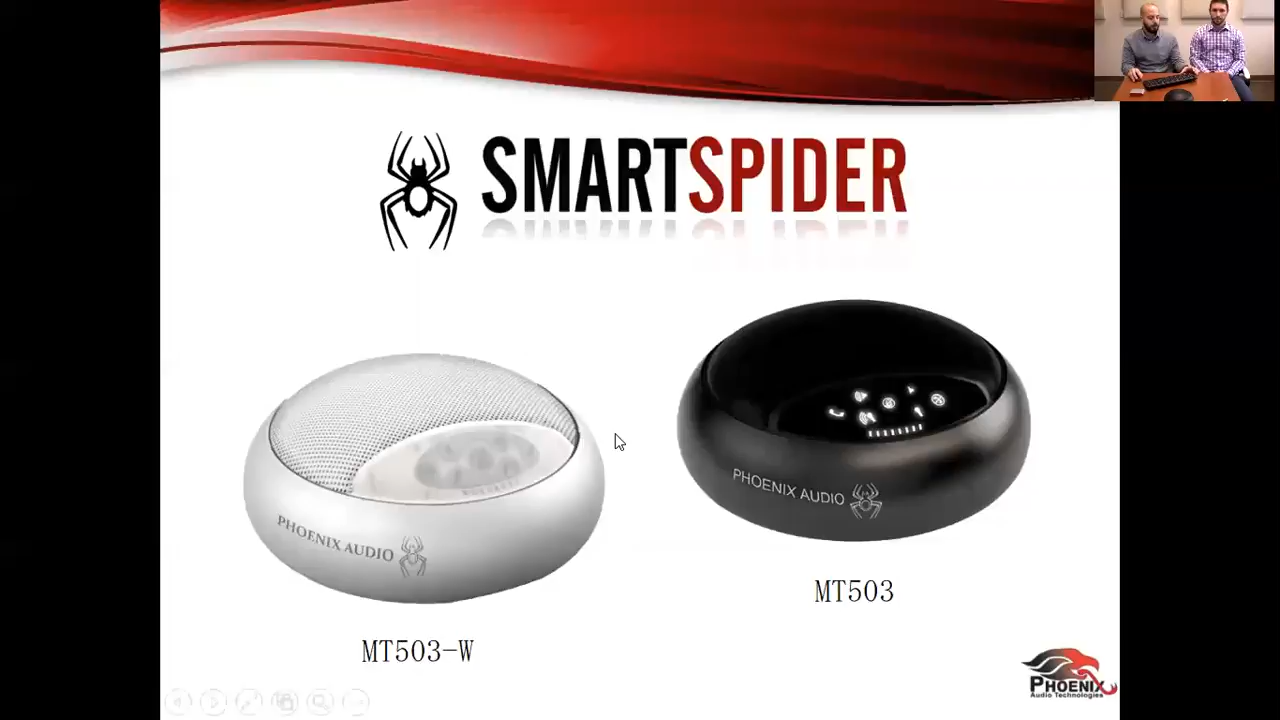 SMARTSPIDER
PHOENIX AUDIO
PHOENIX AUDIO
MT503
MT503-W
PHOENIX
Audio Technologies